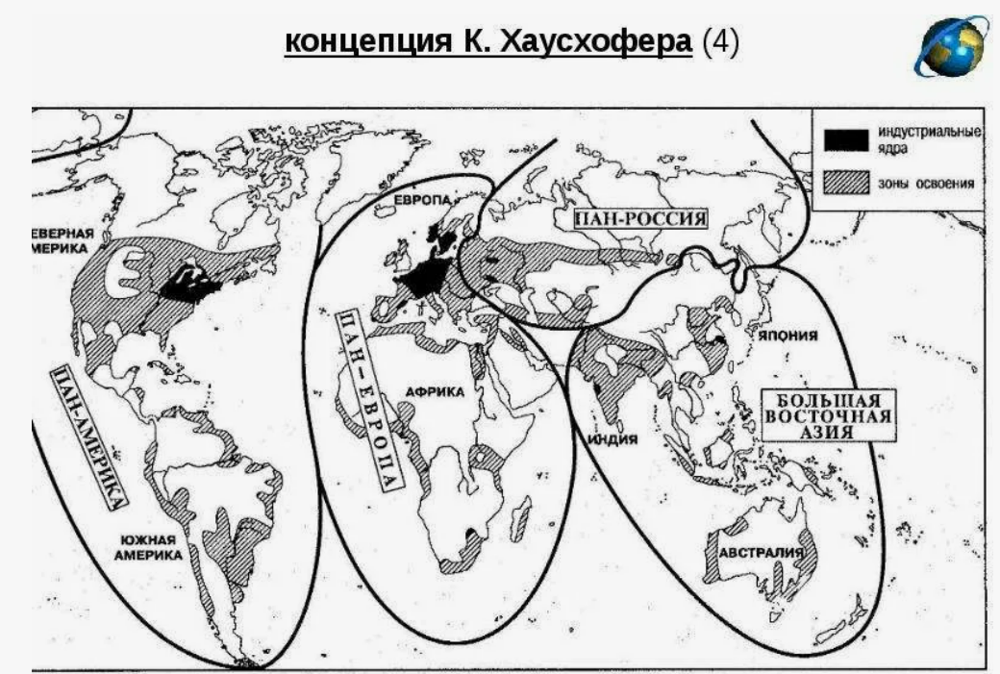 концепция К. Хаусхофера (4)
индустриальные
ядра
зоны освоения
ЕВРОПА
ПАН-РОССИЯ
ЕВЕРНАЯ
МЕРИКА
ПАН-ЕВРОПА
ЯПОНИЯ
ПАН-АМЕРИКА
АФРИКА
БОЛЬШАЯ
ВОСТОЧНАЯ
АЗИЯ
ИНДИЯ
ЮЖНАЯ
АМЕРИКА
АВСТРАЛИЯ